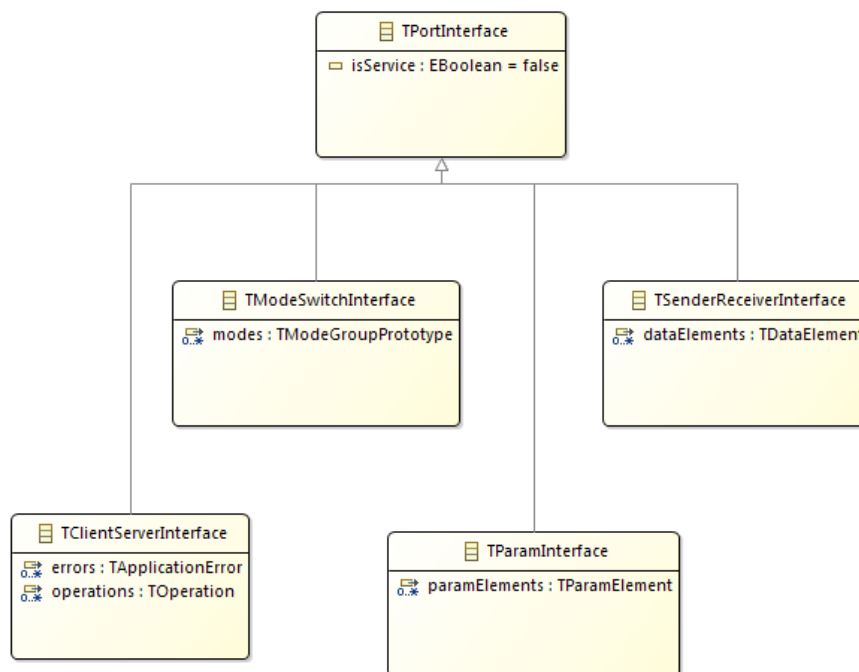 TPortInterface
isService : EBoolean = false
TModeSwitchInterface
0..* modes : TModeGroupPrototype
TSenderReceiverInterface
0..* dataElements : TDataElement
TClientServerInterface
0..* errors : TApplicationError
0..* operations : TOperation
TParamInterface
0..* paramElements : TParamElement